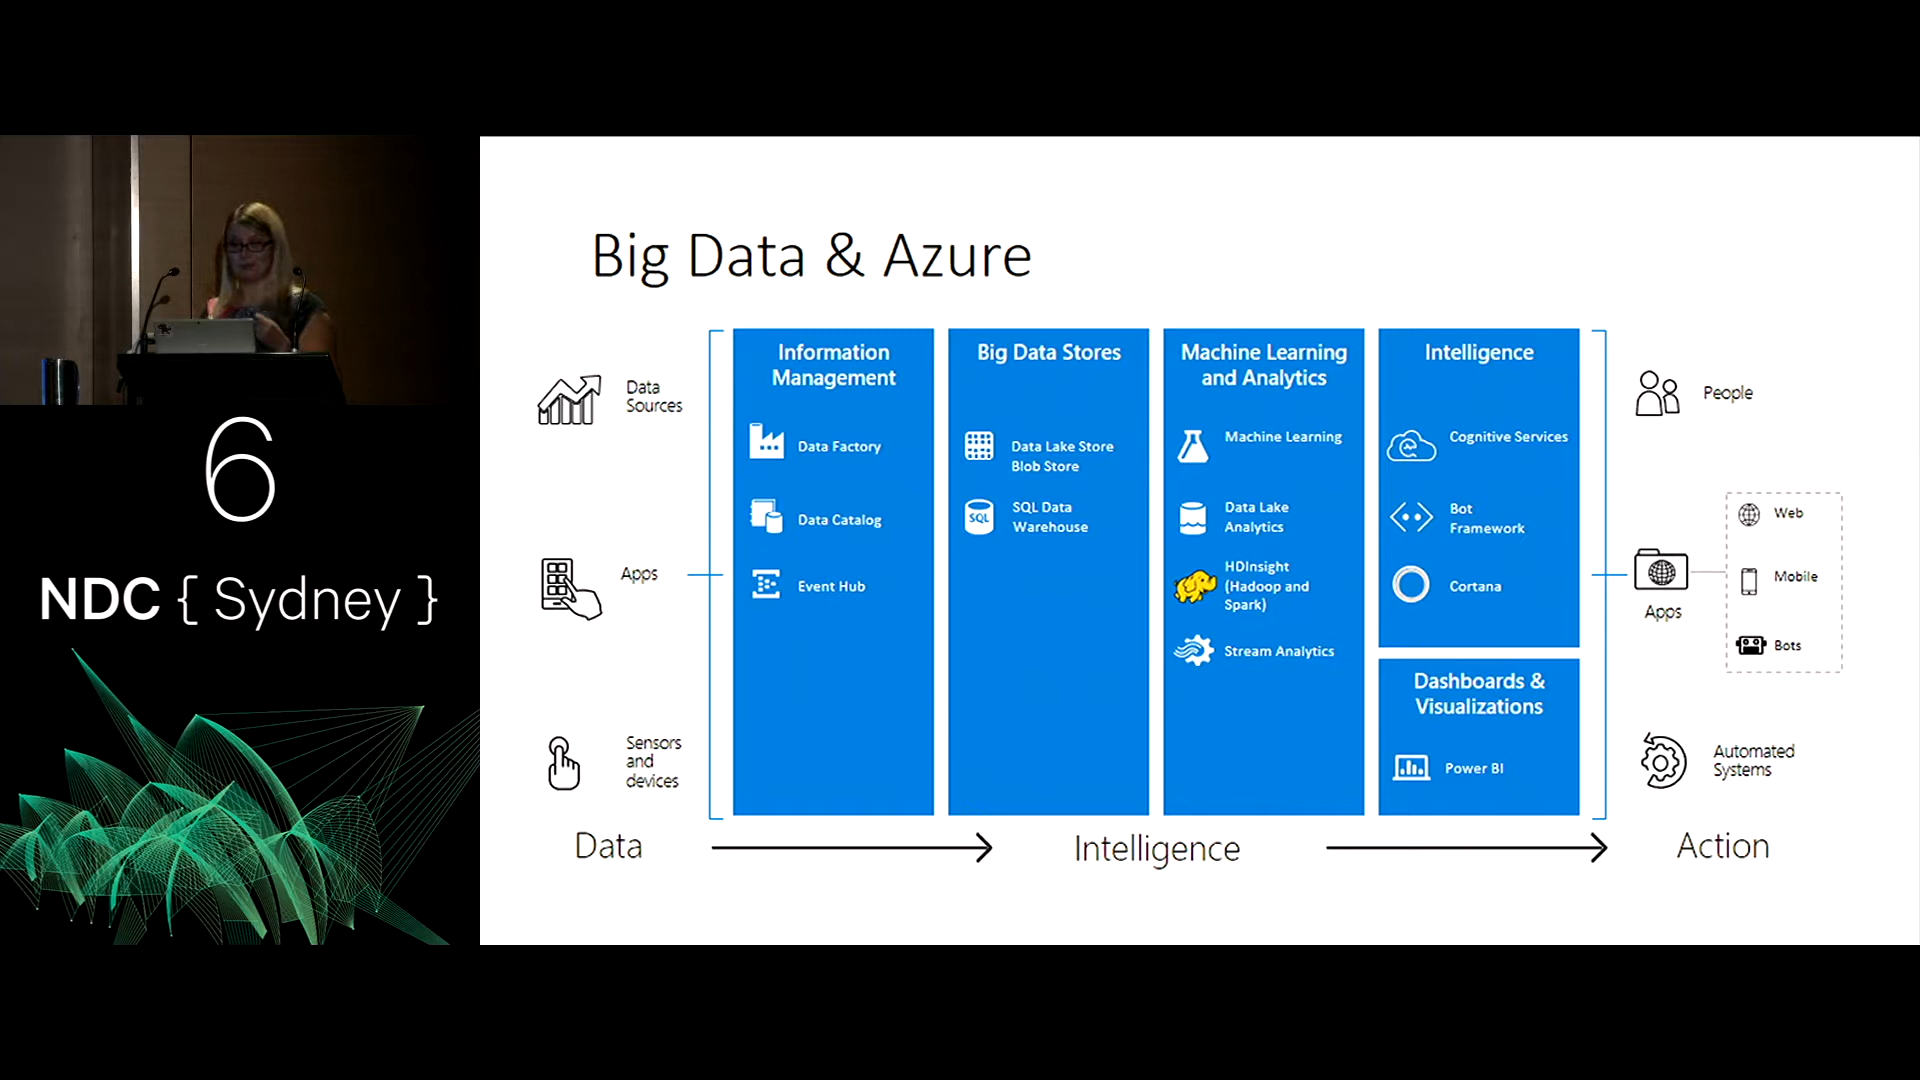 6
NDC { Sydney }
Big Data & Azure
Data
Sources
Apps
Sensors
and
devices
Information
Management
Data Factory
Data Catalog
Event Hub
Big Data Stores
Data Lake Store
Blob Store
SQL
SQL Data
Warehouse
Machine Learning
and Analytics
Machine Learning
Data Lake
Analytics
HDInsight
(Hadoop and
Spark)
Stream Analytics
Intelligence
Cognitive Services
Bot
Framework
Cortana
Dashboards &
Visualizations
Power BI
People
Apps
Web
Mobile
Bots
Automated
Systems
Data
Intelligence
Action